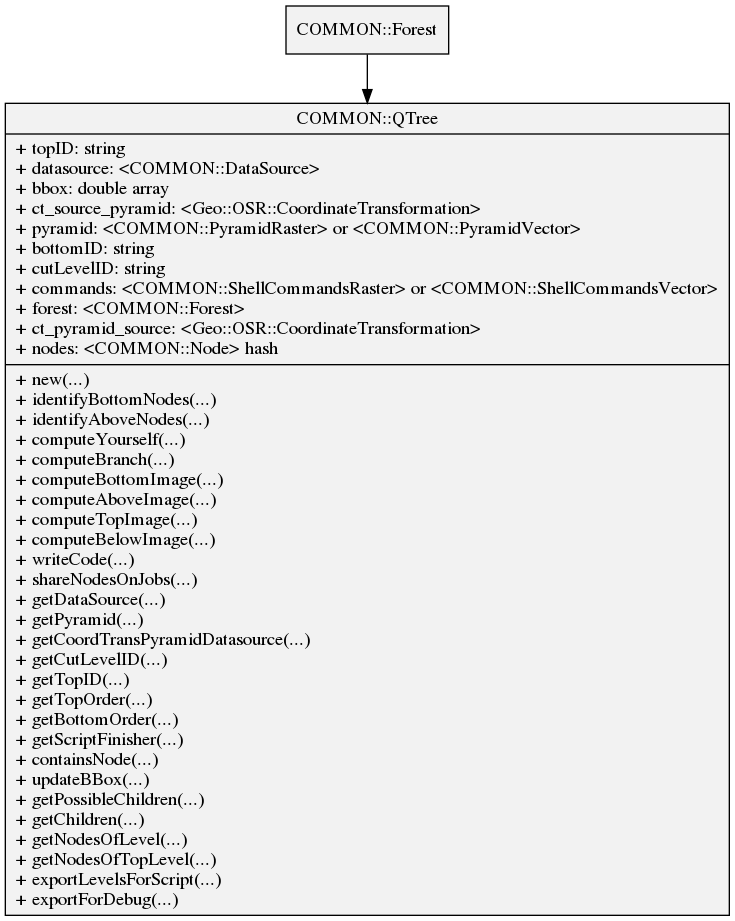 COMMON::Forest
COMMON::QTree
+ topID: string
+ datasource: <COMMON::DataSource>
+ bbox: double array
+ ct_source_pyramid: <Geo::OSR::CoordinateTransformation>
+ pyramid: <COMMON::PyramidRaster> or <COMMON::PyramidVector>
+ bottomID: string
+ cutLevelID: string
+ commands: <COMMON::ShellCommandsRaster> or <COMMON::ShellCommandsVector>
+ forest: <COMMON::Forest>
+ ct_pyramid_source: <Geo::OSR::CoordinateTransformation>
+ nodes: <COMMON::Node> hash
+ new(...)
+ identifyBottomNodes(...)
+ identifyAboveNodes(...)
+ computeYourself(...)
+ computeBranch(...)
+ computeBottomImage(...)
+ computeAboveImage(...)
+ computeTopImage(...)
+ computeBelowImage(...)
+ writeCode(...)
+ shareNodesOnJobs(...)
+ getDataSource(...)
+ getPyramid(...)
+ getCoordTransPyramidDatasource(...)
+ getCutLevelID(...)
+ getTopID(...)
+ getTopOrder(...)
+ getBottomOrder(...)
+ getScriptFinisher(...)
+ containsNode(...)
+ updateBBox(...)
+ getPossibleChildren(...)
+ getChildren(...)
+ getNodesOfLevel(...)
+ getNodesOfTopLevel(...)
+ exportLevelsForScript(...)
+ exportForDebug(...)